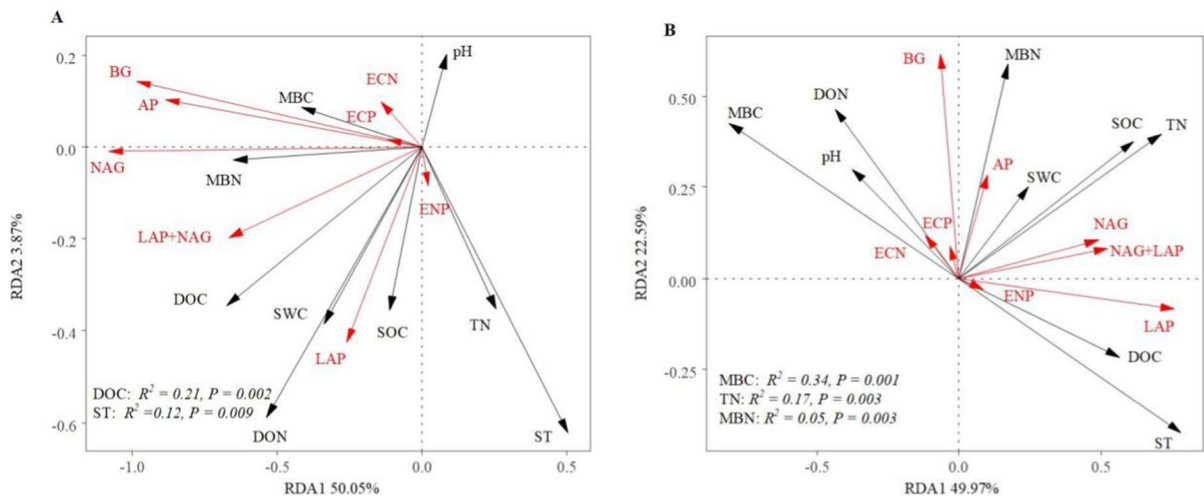 A
0.2
0.0
-0.2
-0.4
-0.6
RDA2 3.87%
BG
AP
NAG
MBC
ECN
ECP
pH
MBN
ENP
LAP+NAG
DOC
SWC
SOC
TN
LAP
DON
ST
DOC: R² = 0.21, P = 0.002
ST: R² =0.12, P = 0.009
-1.0
-0.5
0.0
0.5
RDA1 50.05%
B
0.50
0.25
0.00
-0.25
RDA2 22.59%
BG
MBN
DON
MBC
SOC
TN
pH
AP
SWC
ECP
NAG
ECN
NAG+LAP
ENP
LAP
DOC
ST
MBC: R² = 0.34, P = 0.001
TN: R² = 0.17, P = 0.003
MBN: R² = 0.05, P = 0.003
-0.5
0.0
0.5
RDA1 49.97%